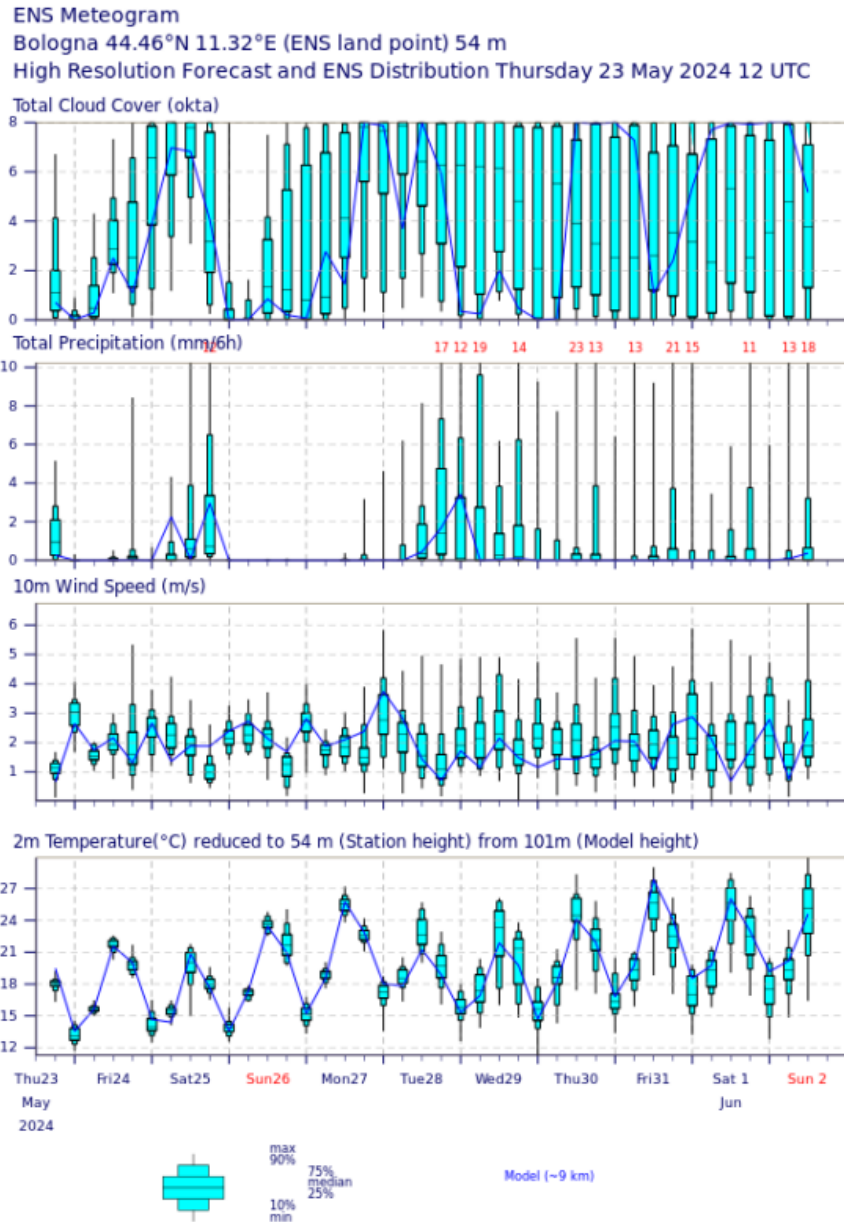 ENS Meteogram
Bologna 44.46°N 11.32°E (ENS land point) 54 m
High Resolution Forecast and ENS Distribution Thursday 23 May 2024 12 UTC
Total Cloud Cover (okta)
8
6
4
2
0
Total Precipitation (mm/6h)
12 17 12 19 14 23 13 13 21 15 11 13 18
10
8
6
4
2
0
10m Wind Speed (m/s)
6
5
4
3
2
1
2m Temperature(°C) reduced to 54 m (Station height) from 101m (Model height)
27
24
21
18
15
12
Thu23 Fri24 Sat25 Sun26 Mon27 Tue28 Wed29 Thu30 Fri31 Sat 1 Sun 2
May Jun
2024
max
90%
75%
median
25%
10%
min
Model (~9 km)